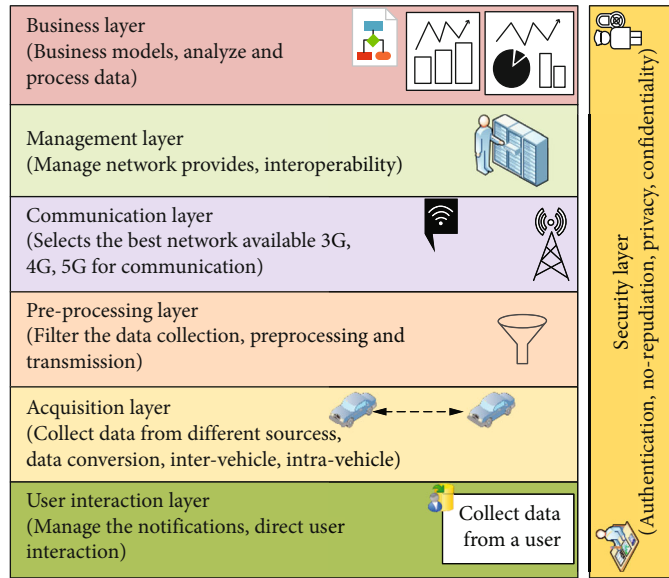 Business layer
(Business models, analyze and
process data)
Management layer
(Manage network provides, interoperability)
Communication layer
(Selects the best network available 3G,
4G, 5G for communication)
Pre-processing layer
(Filter the data collection, preprocessing and
transmission)
Acquisition layer
(Collect data from different sourcess,
data conversion, inter-vehicle, intra-vehicle)
User interaction layer
(Manage the notifications, direct user
interaction)
Collect data
from a user
Security layer
(Authentication, no-repudiation, privacy, confidentiality)